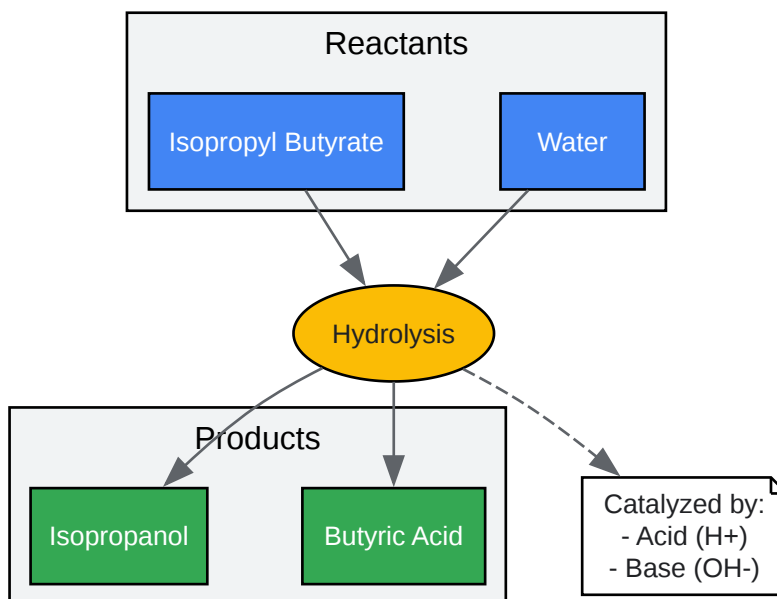 Reactants
Isopropyl Butyrate
Water
Hydrolysis
Products
Isopropanol
Butyric Acid
Catalyzed by:
- Acid (H+)
- Base (OH-)